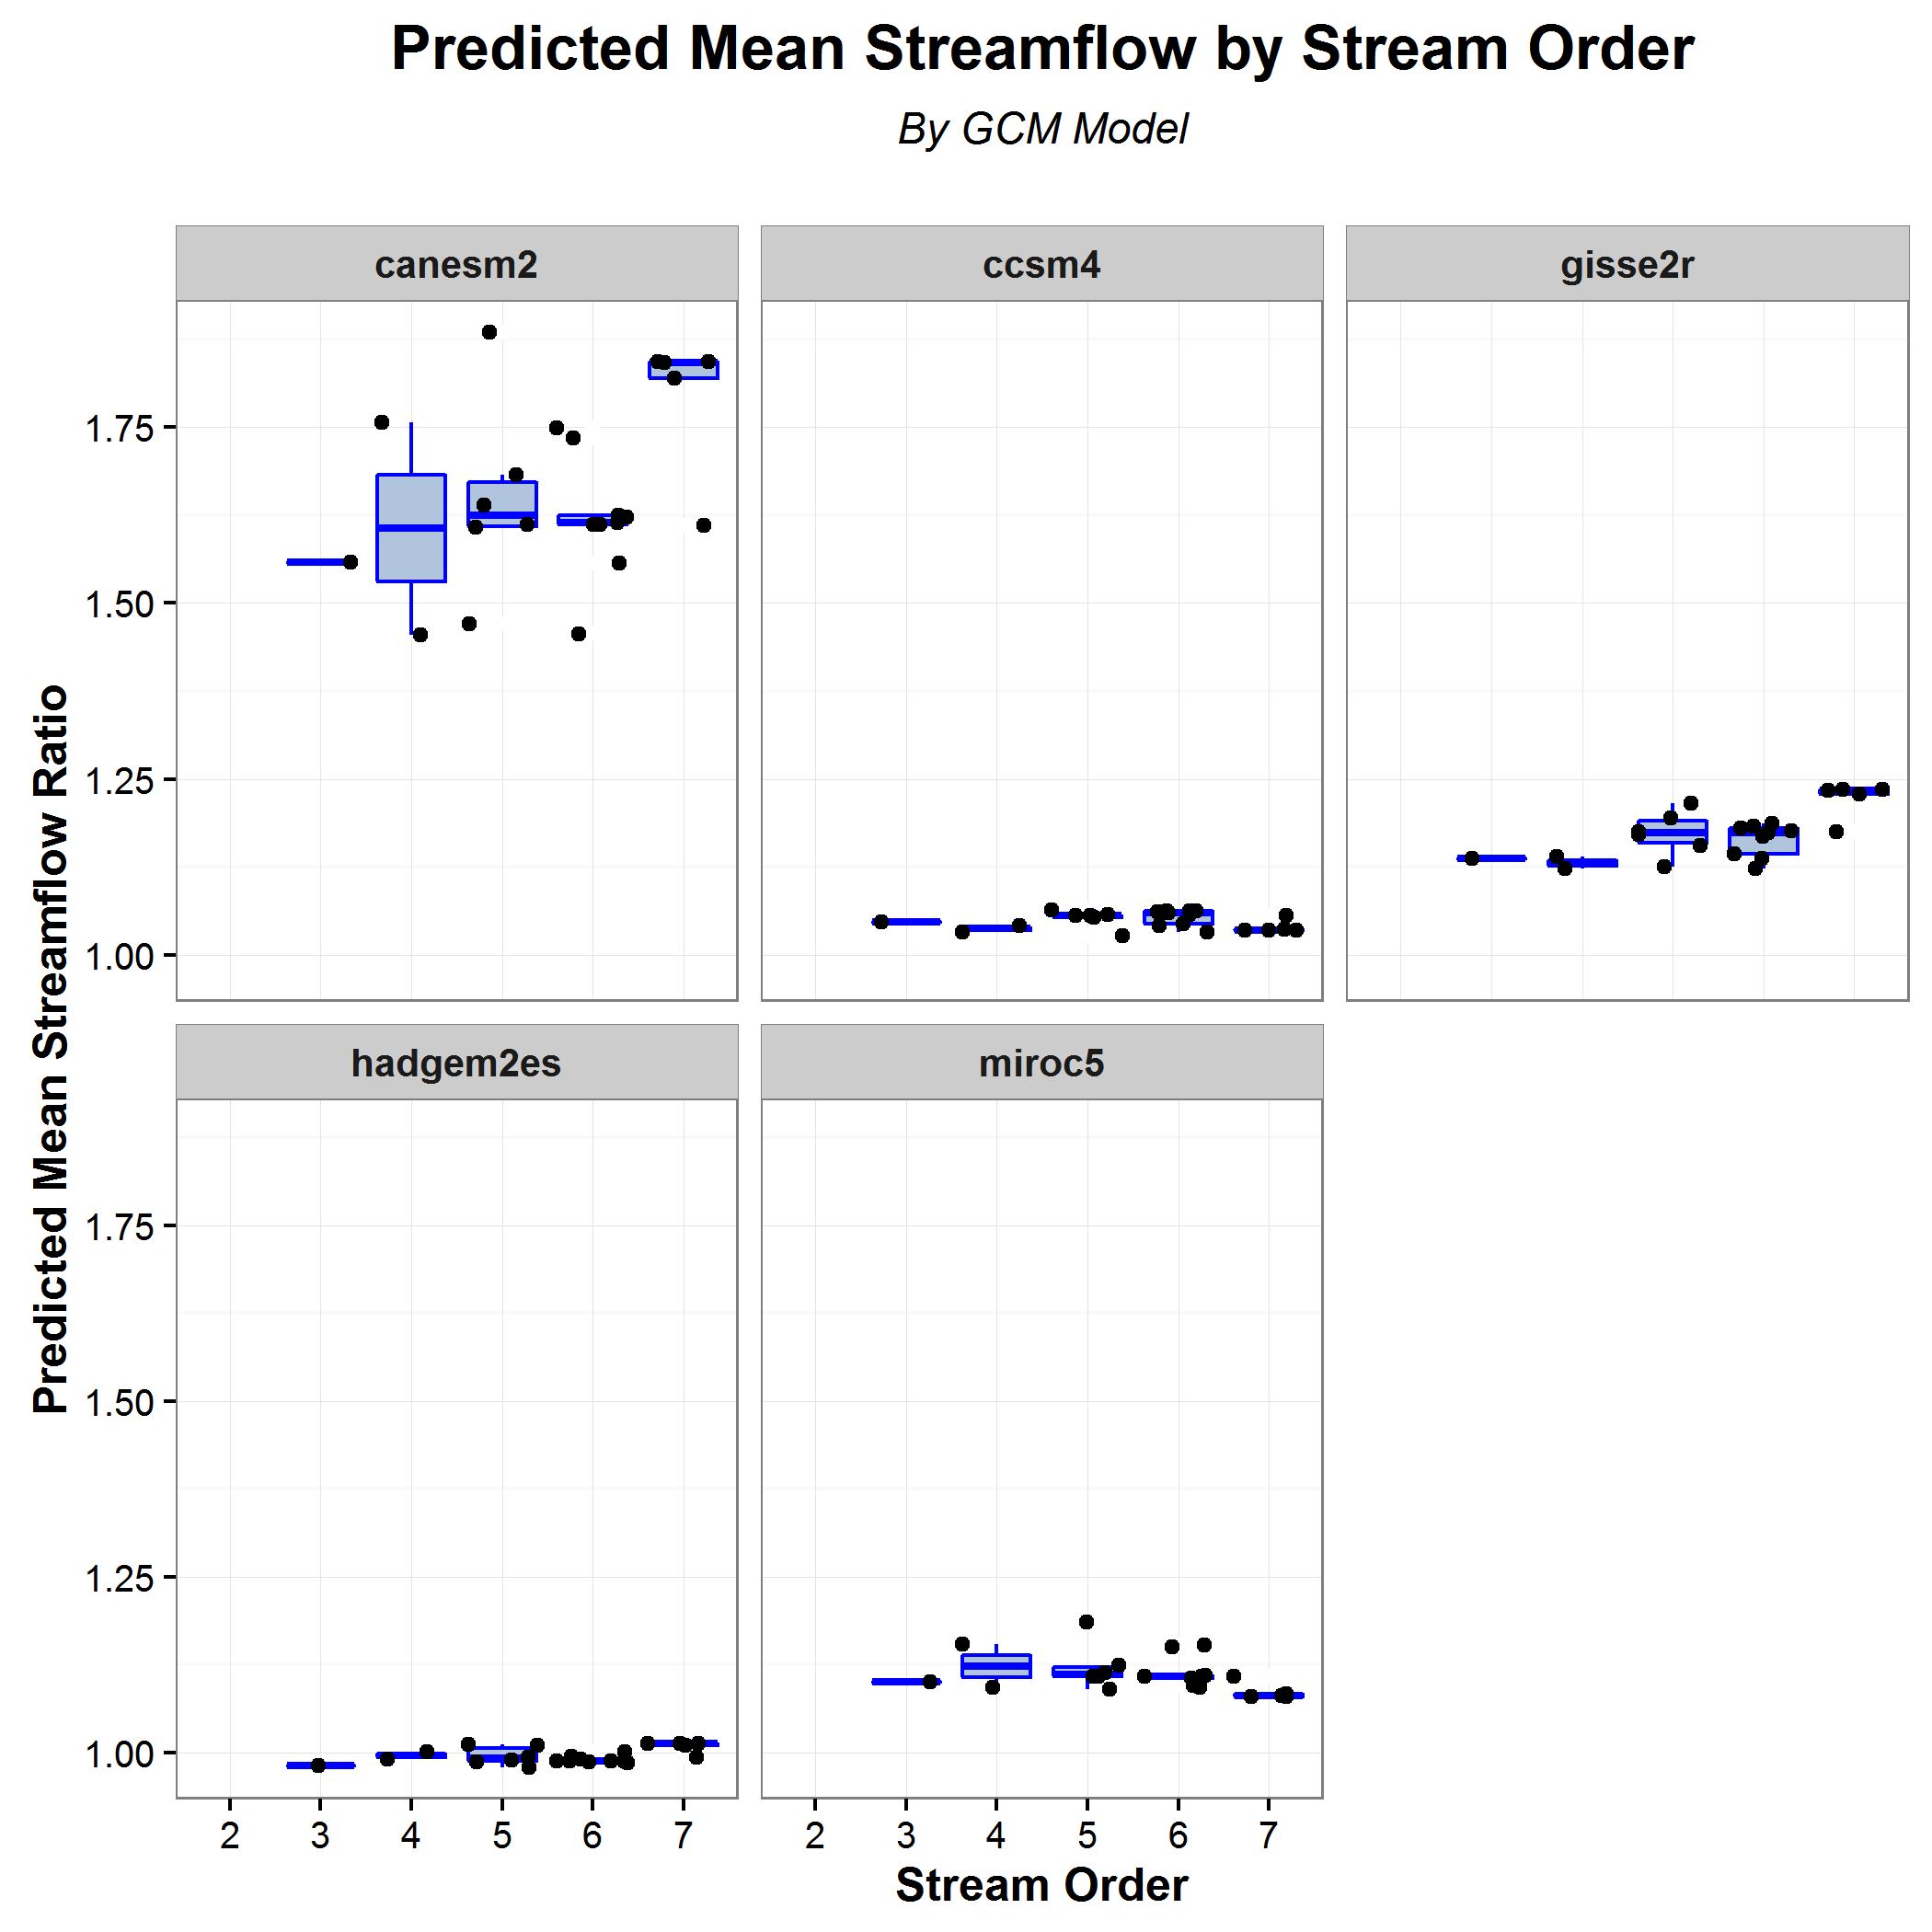 Predicted Mean Streamflow by Stream Order
By GCM Model
canesm2
ccsm4
gisse2r
1.75
1.50
1.25
1.00
Predicted Mean Streamflow Ratio
hadgem2es
miroc5
1.75
1.50
1.25
1.00
2 3 4 5 6 7
2 3 4 5 6 7
Stream Order